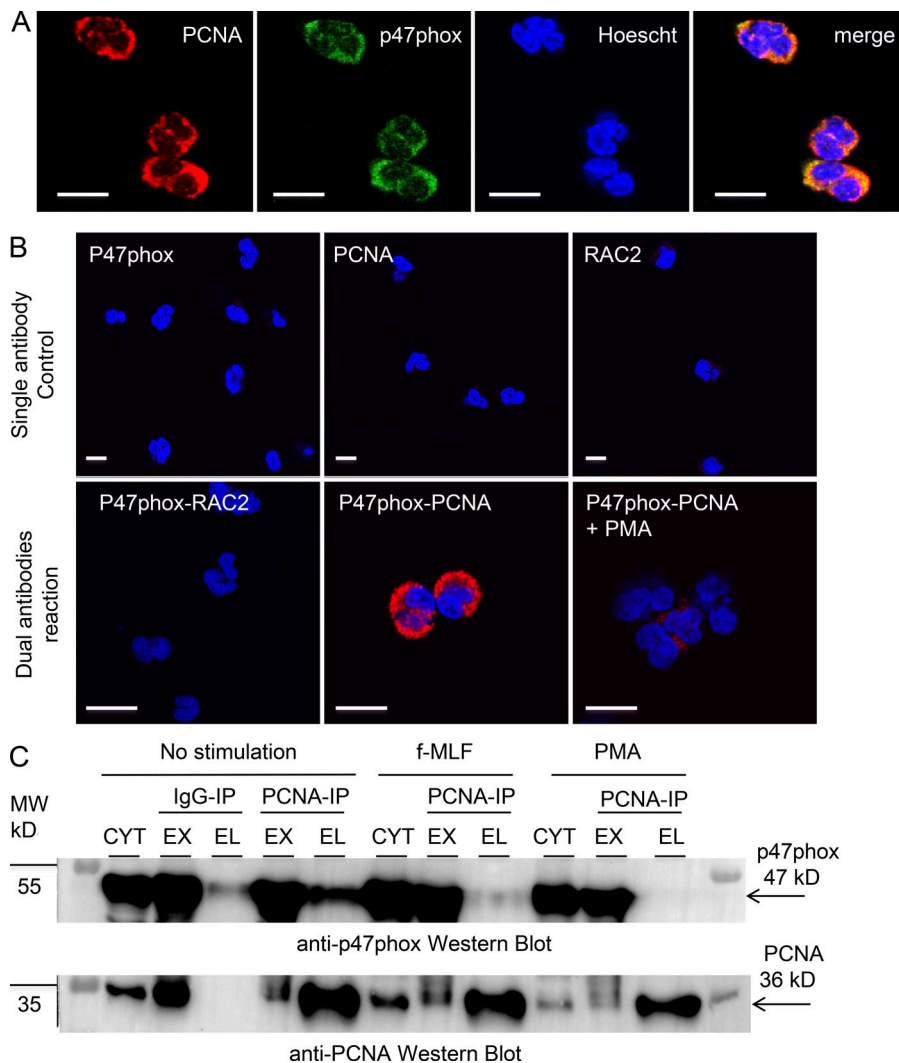 A
PCNA
p47phox
Hoescht
merge
B
Single antibody
Control
P47phox
PCNA
RAC2
Dual antibodies
reaction
P47phox-RAC2
P47phox-PCNA
P47phox-PCNA
+ PMA
C
No stimulation
f-MLF
PMA
MW
kD
IgG-IP
PCNA-IP
PCNA-IP
PCNA-IP
CYT
EX
EL
EX
EL
CYT
EX
EL
CYT
EX
EL
p47phox
47 kD
55
anti-p47phox Western Blot
PCNA
36 kD
35
anti-PCNA Western Blot